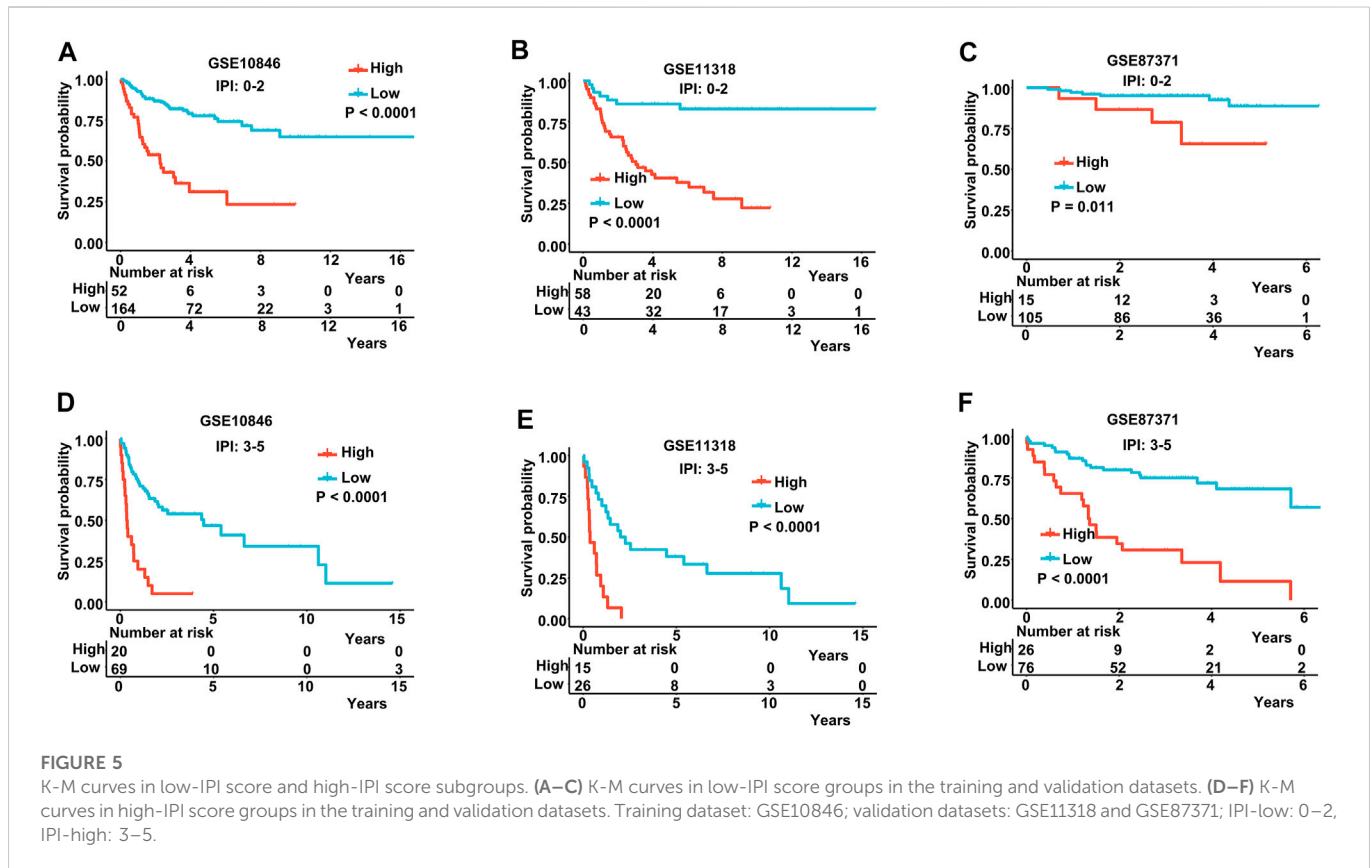 A
GSE10846
IPI: 0-2
High
Low
P < 0.0001
Survival probability
1.00
0.75
0.50
0.25
0.00
0 4 8 12 16
Number at risk Years
High 52 6 3 0 0
Low 164 72 22 3 1
0 4 8 12 16
Years
B
GSE11318
IPI: 0-2
Survival probability
1.00
0.75
0.50
0.25
0.00
High
Low
P < 0.0001
0 4 8 12 16
Number at risk Years
High 58 20 6 0 0
Low 43 32 17 3 1
0 4 8 12 16
Years
C
GSE87371
IPI: 0-2
Survival probability
1.00
0.75
0.50
0.25
0.00
High
Low
P = 0.011
0 2 4 6
Number at risk Years
High 15 12 3 0
Low 105 86 36 1
0 2 4 6
Years
D
GSE10846
IPI: 3-5
High
Low
P < 0.0001
Survival probability
1.00
0.75
0.50
0.25
0.00
0 5 10 15
Number at risk Years
High 20 0 0 0
Low 69 10 0 3
0 5 10 15
Years
E
GSE11318
IPI: 3-5
High
Low
P < 0.0001
Survival probability
1.00
0.75
0.50
0.25
0.00
0 5 10 15
Number at risk Years
High 15 0 0 0
Low 26 8 3 0
0 5 10 15
Years
F
GSE87371
IPI: 3-5
Survival probability
1.00
0.75
0.50
0.25
0.00
High
Low
P < 0.0001
0 2 4 6
Number at risk Years
High 26 9 2 0
Low 76 52 21 2
0 2 4 6
Years
FIGURE 5
K-M curves in low-IPI score and high-IPI score subgroups. (A–C) K-M curves in low-IPI score groups in the training and validation datasets. (D–F) K-M
curves in high-IPI score groups in the training and validation datasets. Training dataset: GSE10846; validation datasets: GSE11318 and GSE87371; IPI-low: 0–2,
IPI-high: 3–5.